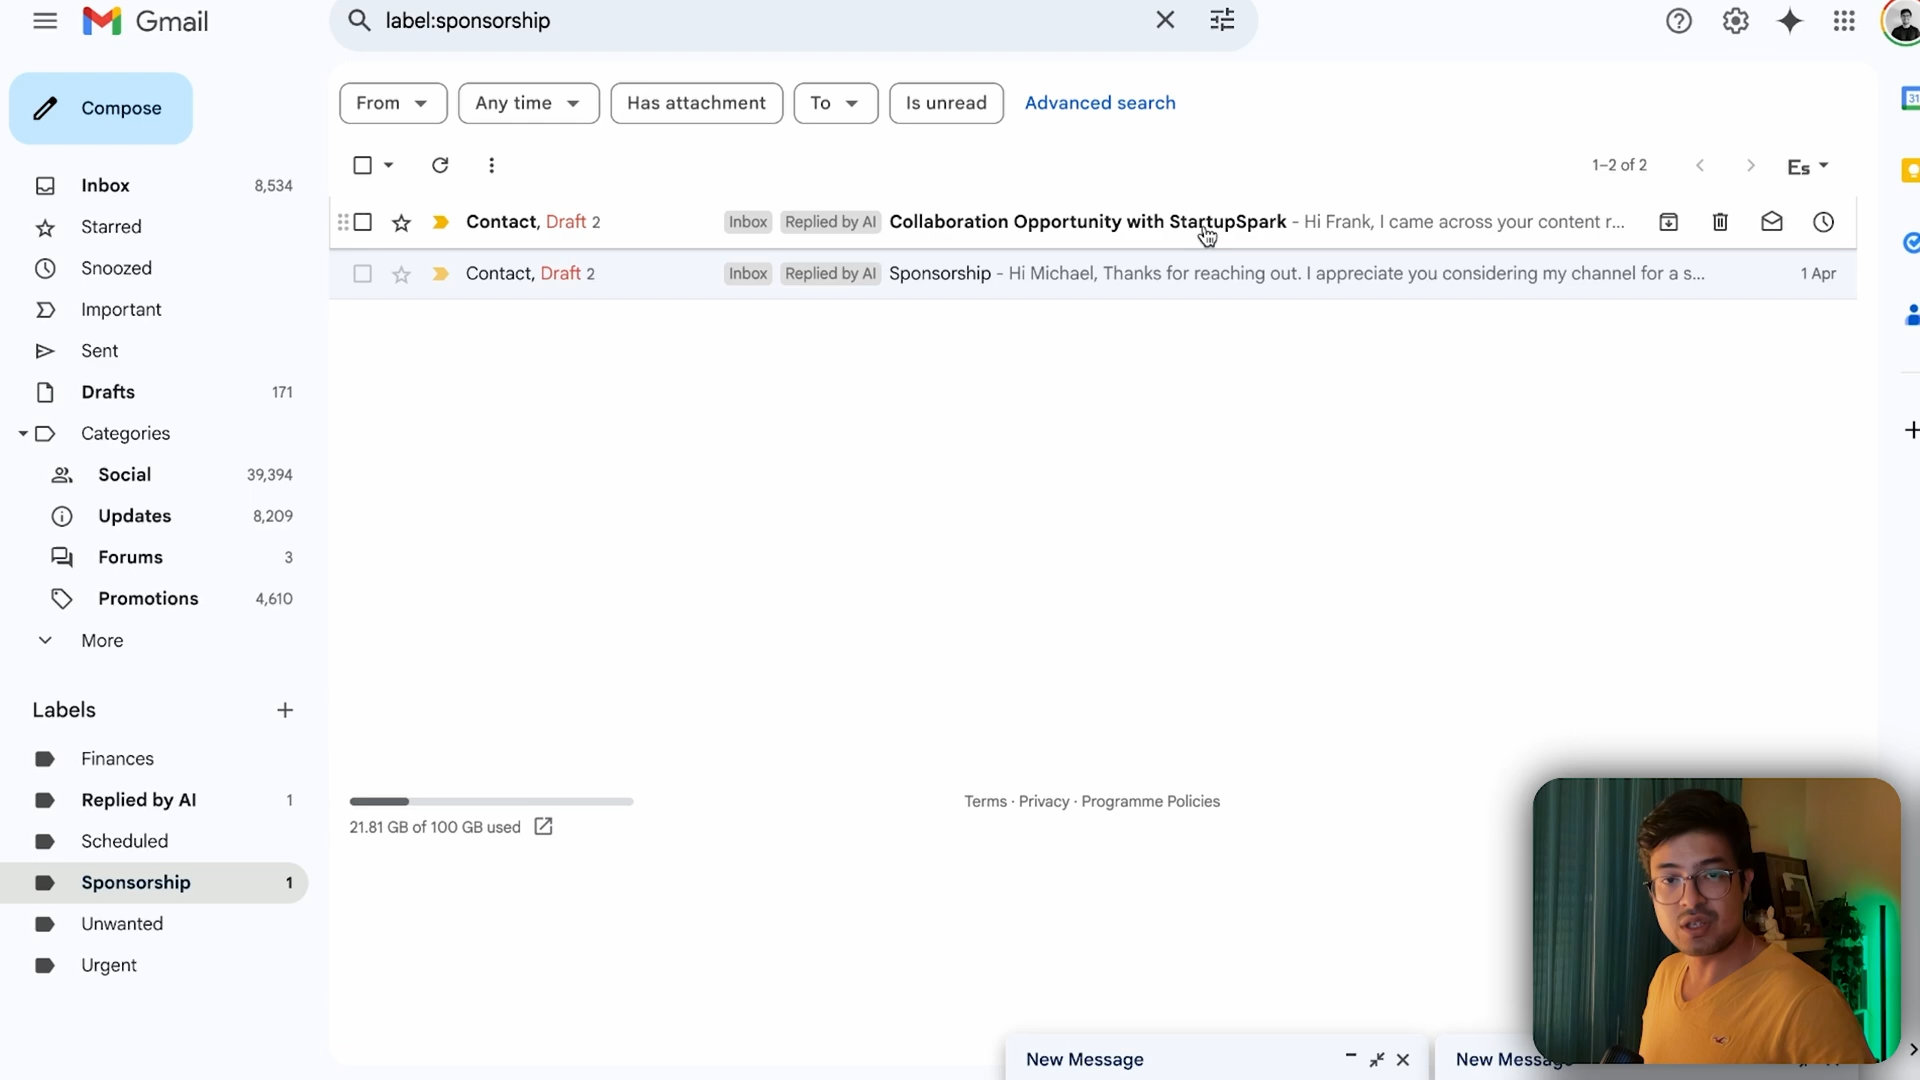 Gmail
label:sponsorship
Compose
From
Any time
Has attachment
To
Is unread
Advanced search
1–2 of 2
Es
Inbox 8,534
Starred
Snoozed
Important
Sent
Drafts 171
Categories
Social 39,394
Updates 8,209
Forums 3
Promotions 4,610
More
Labels
Finances
Replied by AI 1
Scheduled
Sponsorship 1
Unwanted
Urgent
Contact, Draft 2 Inbox Replied by AI Collaboration Opportunity with StartupSpark - Hi Frank, I came across your content r...
Contact, Draft 2 Inbox Replied by AI Sponsorship - Hi Michael, Thanks for reaching out. I appreciate you considering my channel for a s... 1 Apr
21.81 GB of 100 GB used
Terms · Privacy · Programme Policies
New Message
New Message
31